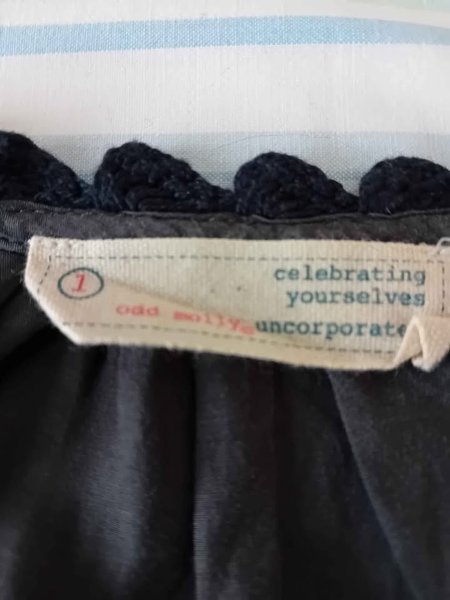 1
celebrating
yourselves
odd molly uncorporate